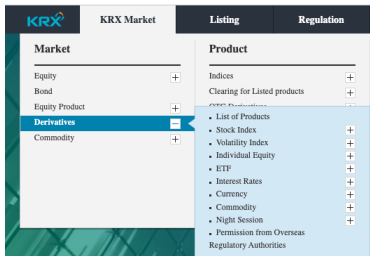 KRX
KRX Market
Listing
Regulation
Market
Product
Equity
Bond
Equity Product
Derivatives
Commodity
Indices
Clearing for Listed products
OTC Derivatives
List of Products
Stock Index
Volatility Index
Individual Equity
ETF
Interest Rates
Currency
Commodity
Night Session
Permission from Overseas
Regulatory Authorities